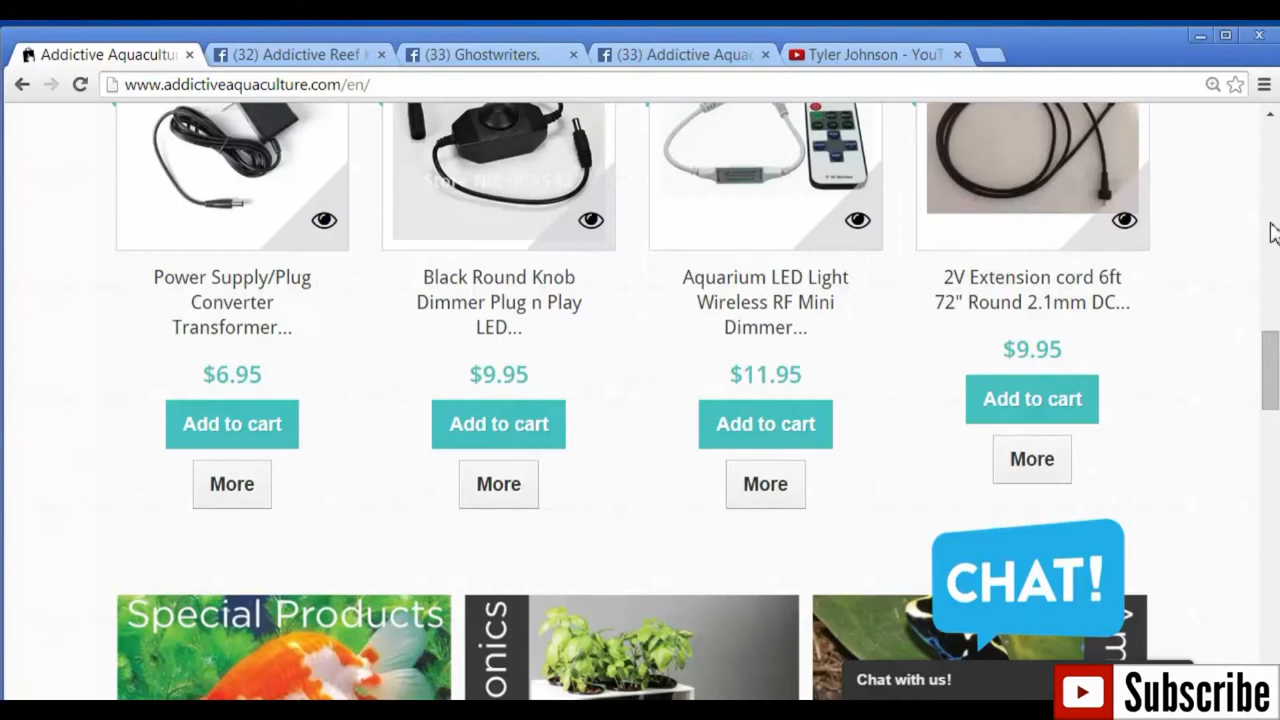 Addictive Aquacultu
(32) Addictive Reef
(33) Ghostwriters.
(33) Addictive Aquac
Tyler Johnson - YouT
www.addictiveaquaculture.com/en/
Power Supply/Plug
Converter
Transformer...
$6.95
Add to cart
More
Black Round Knob
Dimmer Plug n Play
LED...
$9.95
Add to cart
More
Aquarium LED Light
Wireless RF Mini
Dimmer...
$11.95
Add to cart
More
2V Extension cord 6ft
72" Round 2.1mm DC...
$9.95
Add to cart
More
Special Products
onics
Am
CHAT!
Chat with us!
Subscribe